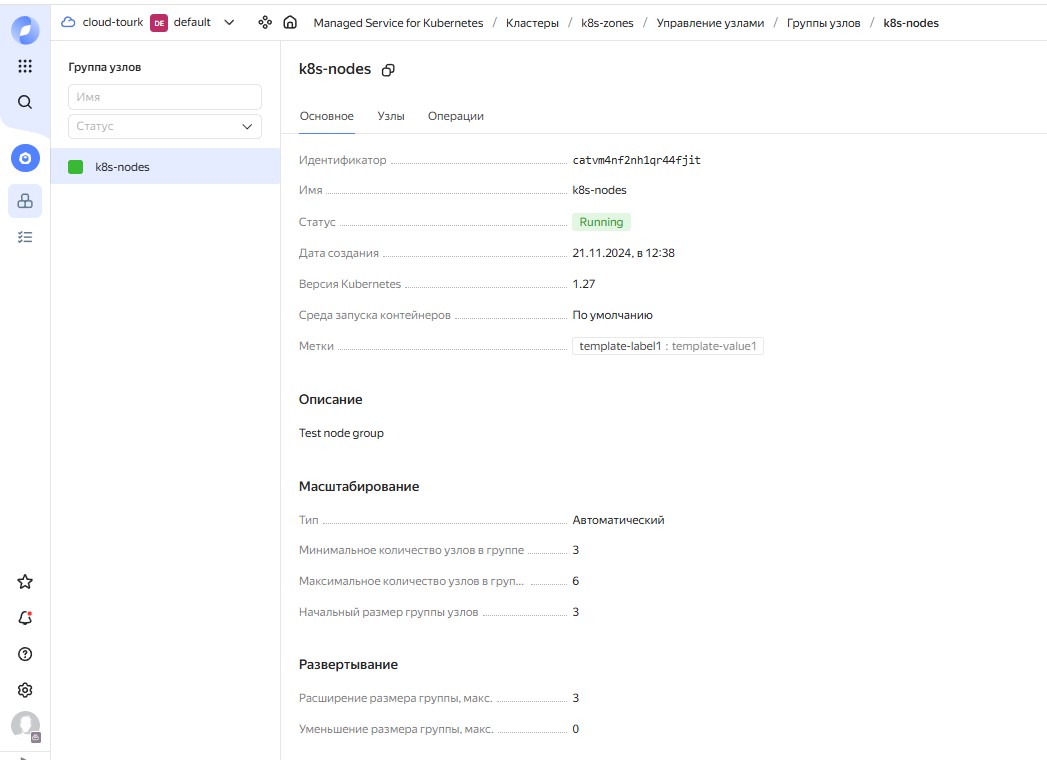 cloud-tourk DE default Managed Service for Kubernetes / Кластеры / k8s-zones / Управление узлами / Группы узлов / k8s-nodes
Группа узлов
Имя
Статус
k8s-nodes
k8s-nodes
Основное Узлы Операции
Идентификатор catvm4nf2nh1qr44fjit
Имя k8s-nodes
Статус Running
Дата создания 21.11.2024, в 12:38
Версия Kubernetes 1.27
Среда запуска контейнеров По умолчанию
Метки template-label1 : template-value1
Описание
Test node group
Масштабирование
Тип Автоматический
Минимальное количество узлов в группе 3
Максимальное количество узлов в груп... 6
Начальный размер группы узлов 3
Развертывание
Расширение размера группы, макс. 3
Уменьшение размера группы, макс. 0